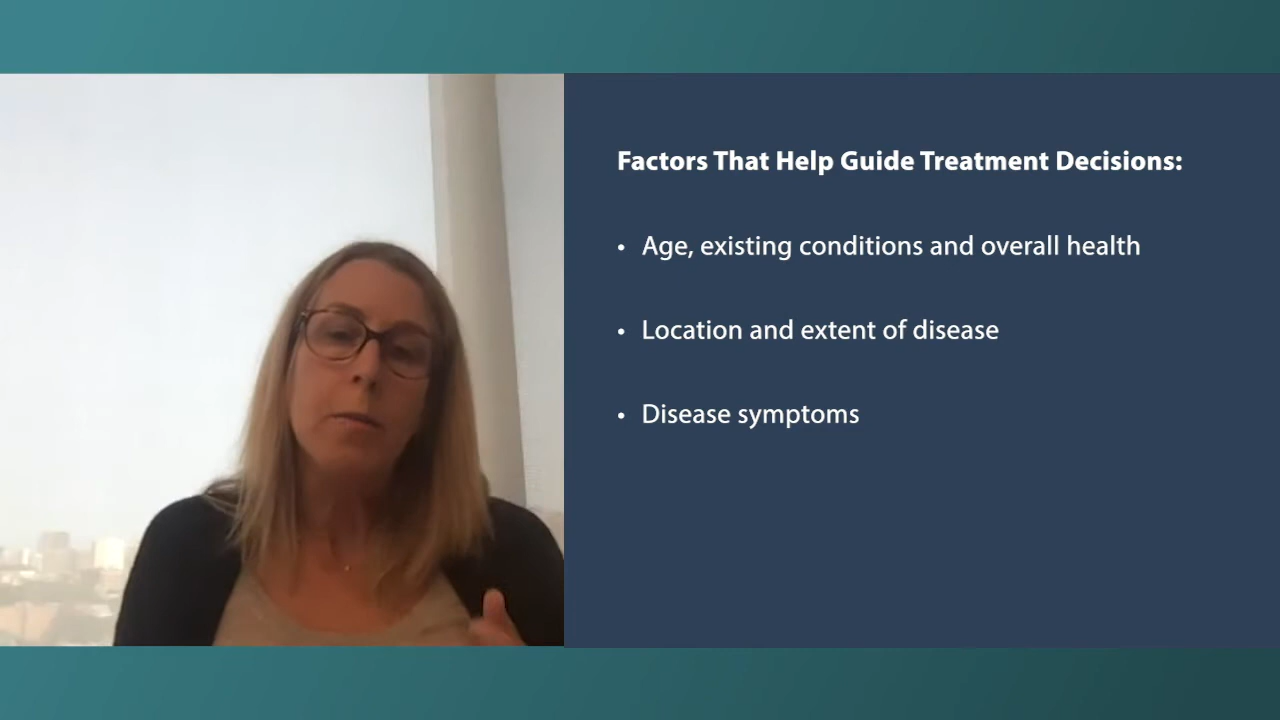 Factors That Help Guide Treatment Decisions:
• Age, existing conditions and overall health
• Location and extent of disease
• Disease symptoms